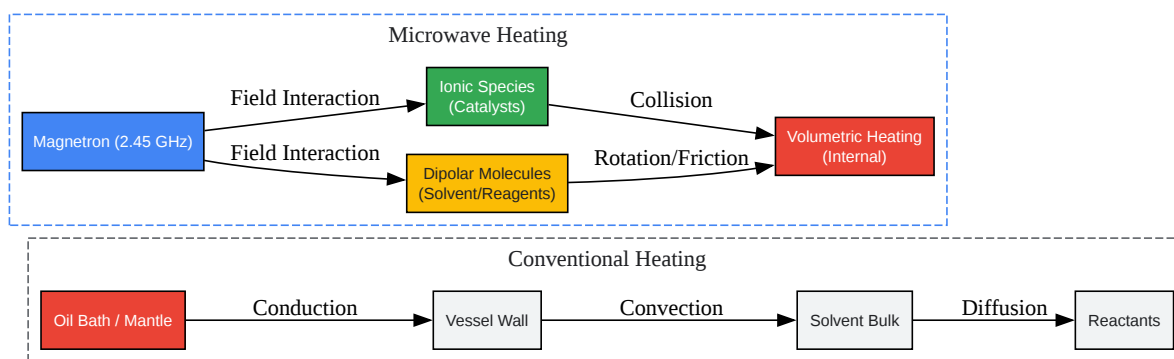 Microwave Heating
Field Interaction
Ionic Species
(Catalysts)
Collision
Magnetron (2.45 GHz)
Volumetric Heating
(Internal)
Field Interaction
Dipolar Molecules
(Solvent/Reagents)
Rotation/Friction
Conventional Heating
Oil Bath / Mantle
Conduction
Vessel Wall
Convection
Solvent Bulk
Diffusion
Reactants